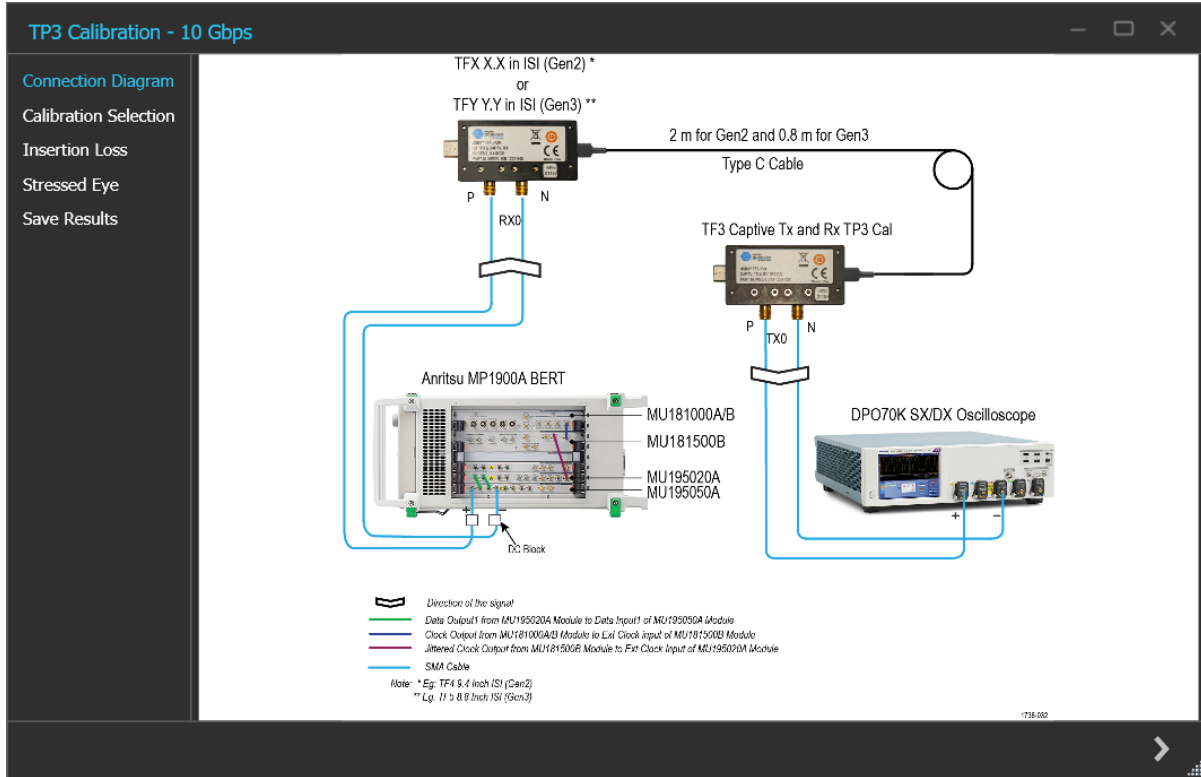 TP3 Calibration - 10 Gbps
Connection Diagram
Calibration Selection
Insertion Loss
Stressed Eye
Save Results
TFX X.X in ISI (Gen2) *
or
TFY Y.Y in ISI (Gen3) **
2 m for Gen2 and 0.8 m for Gen3
Type C Cable
P
N
RX0
TF3 Captive Tx and Rx TP3 Cal
P
N
TX0
Anritsu MP1900A BERT
MU181000A/B
MU181500B
MU195020A
MU195050A
+
–
DC Block
DPO70K SX/DX Oscilloscope
+
–
Direction of the signal
Data Output1 from MU195020A Module to Data Input1 of MU195050A Module
Clock Output from MU181000A/B Module to Ext Clock input of MU181500B Module
Jittered Clock Output from MU181500B Module to Ext Clock Input of MU195020A Module
SMA Cable
Note: * Eg: TF4 9.4 Inch ISI (Gen2)
** Eg. TF5 8.8 Inch ISI (Gen3)
1738-032